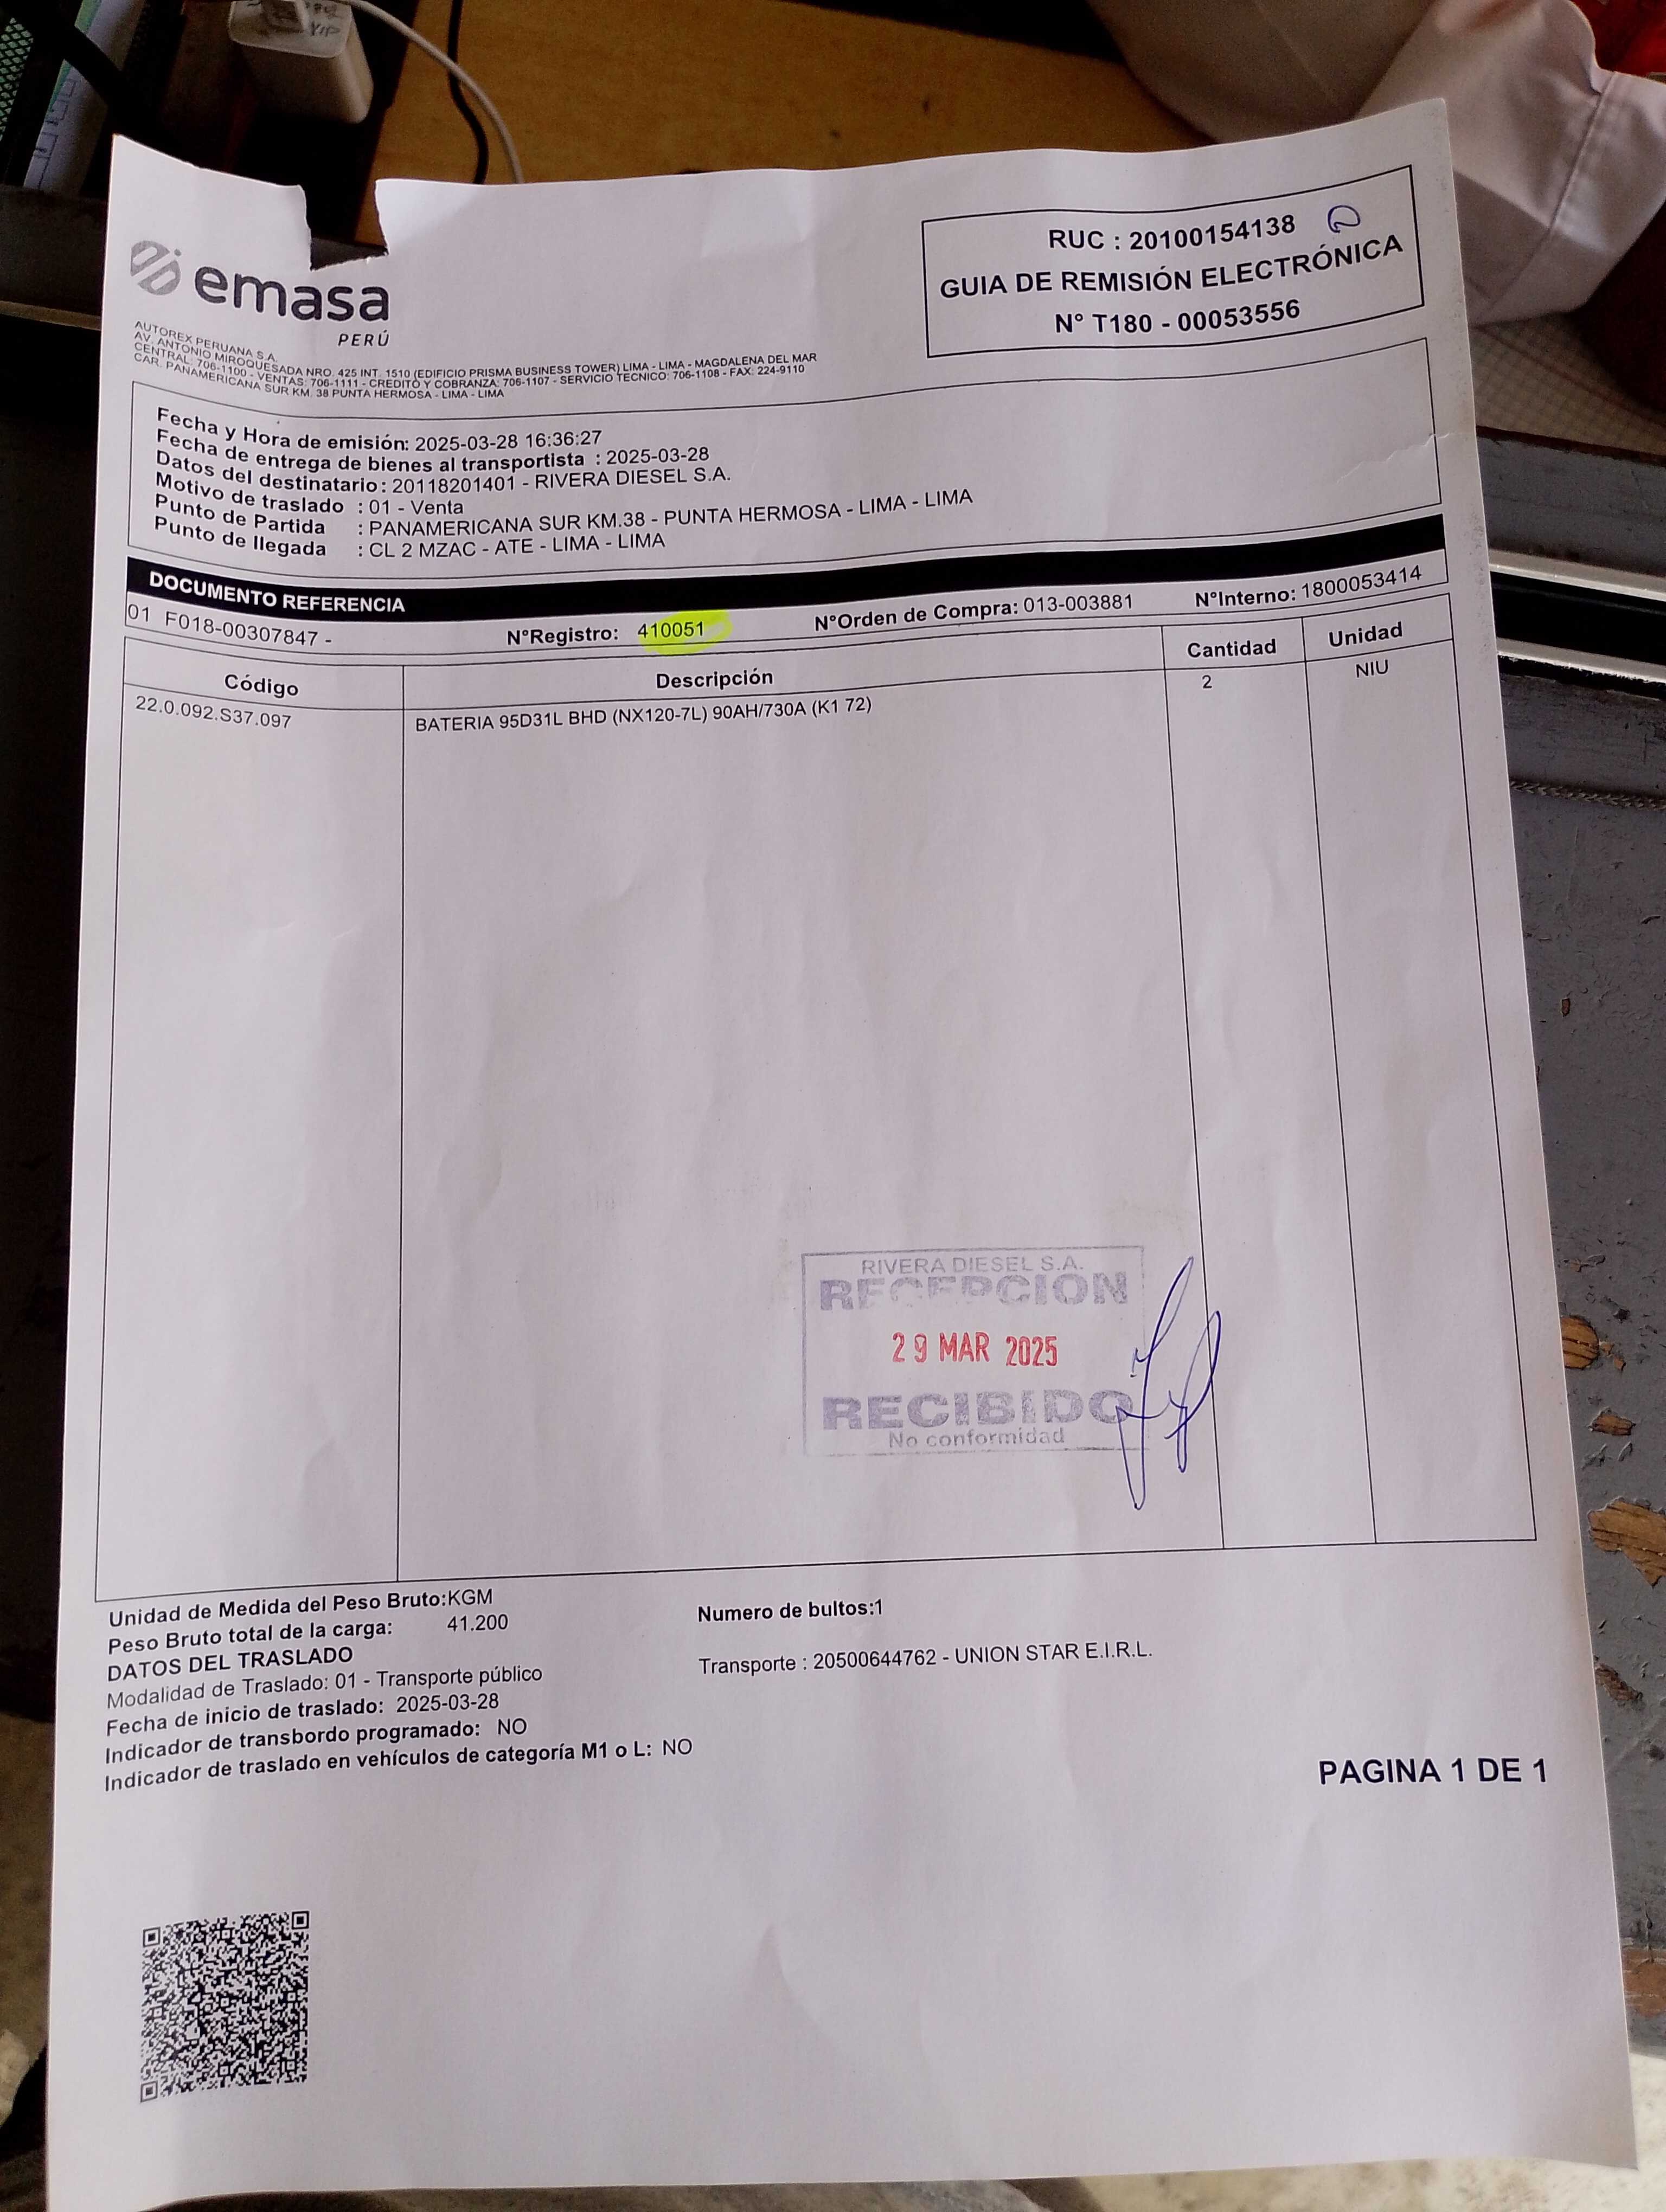 emasa
PERÚ
AUTOREX PERUANA S.A.
AV. ANTONIO MIROQUESADA NRO. 425 INT. 1510 (EDIFICIO PRISMA BUSINESS TOWER) LIMA - LIMA - MAGDALENA DEL MAR
CENTRAL: 706-1100 - VENTAS: 706-1111 - CREDITO Y COBRANZA: 706-1107 - SERVICIO TECNICO: 706-1108 - FAX: 224-9110
CAR. PANAMERICANA SUR KM. 38 PUNTA HERMOSA - LIMA - LIMA
RUC : 20100154138
GUIA DE REMISIÓN ELECTRÓNICA
N° T180 - 00053556
Fecha y Hora de emisión: 2025-03-28 16:36:27
Fecha de entrega de bienes al transportista : 2025-03-28
Datos del destinatario : 20118201401 - RIVERA DIESEL S.A.
Motivo de traslado : 01 - Venta
Punto de Partida : PANAMERICANA SUR KM.38 - PUNTA HERMOSA - LIMA - LIMA
Punto de llegada : CL 2 MZAC - ATE - LIMA - LIMA
DOCUMENTO REFERENCIA
01 F018-00307847 - N°Registro: 410051 N°Orden de Compra: 013-003881 N°Interno: 1800053414
Código Descripción Cantidad Unidad
22.0.092.S37.097 BATERIA 95D31L BHD (NX120-7L) 90AH/730A (K1 72) 2 NIU
RIVERA DIESEL S.A.
RECEPCION
29 MAR 2025
RECIBIDO
No conformidad
Unidad de Medida del Peso Bruto:KGM
Peso Bruto total de la carga: 41.200
Numero de bultos:1
DATOS DEL TRASLADO
Modalidad de Traslado: 01 - Transporte público
Transporte : 20500644762 - UNION STAR E.I.R.L.
Fecha de inicio de traslado: 2025-03-28
Indicador de transbordo programado: NO
Indicador de traslado en vehículos de categoría M1 o L: NO
PAGINA 1 DE 1